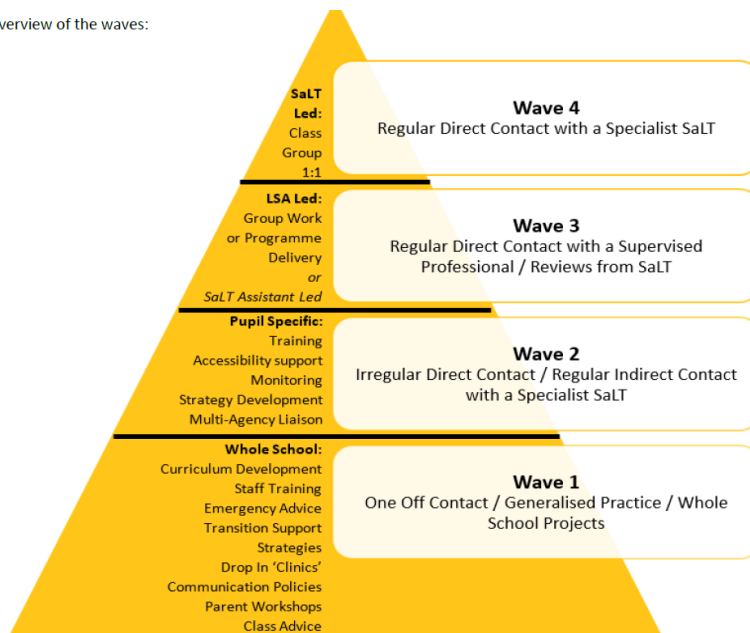 verview of the waves:
SaLT
Led:
Class
Group
1:1
Wave 4
Regular Direct Contact with a Specialist SaLT
LSA Led:
Group Work
or Programme
Delivery
or
SaLT Assistant Led
Wave 3
Regular Direct Contact with a Supervised
Professional / Reviews from SaLT
Pupil Specific:
Training
Accessibility support
Monitoring
Strategy Development
Multi-Agency Liaison
Wave 2
Irregular Direct Contact / Regular Indirect Contact
with a Specialist SaLT
Whole School:
Curriculum Development
Staff Training
Emergency Advice
Transition Support
Strategies
Drop In ‘Clinics’
Communication Policies
Parent Workshops
Class Advice
Wave 1
One Off Contact / Generalised Practice / Whole
School Projects